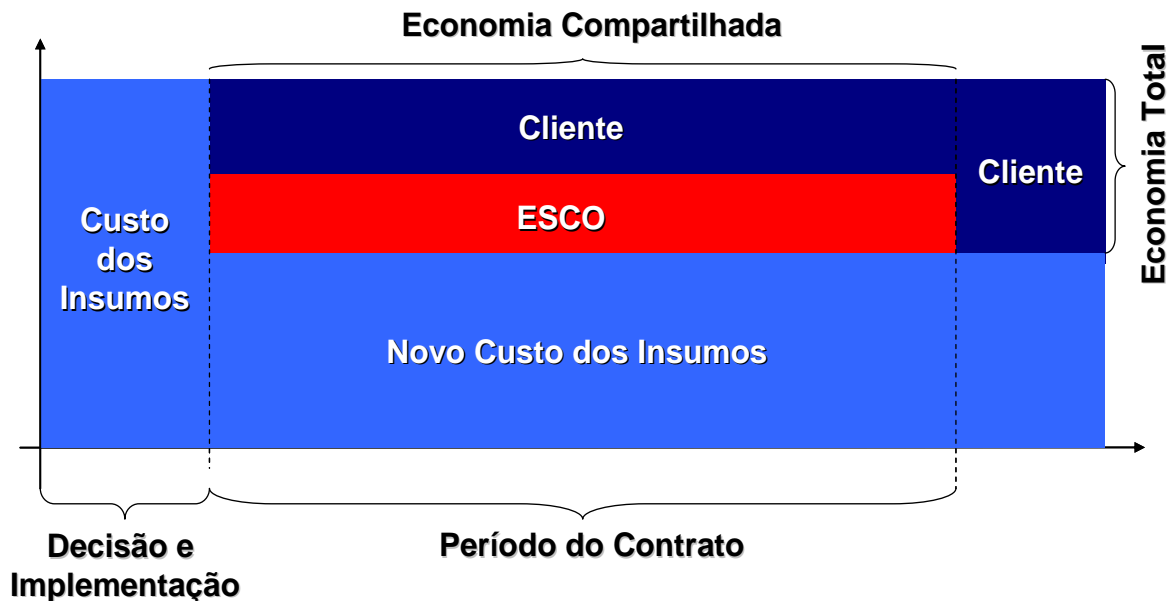 Economia Compartilhada
Cliente
Cliente
Economia Total
ESCO
Custo
dos
Insumos
Novo Custo dos Insumos
Decisão e
Implementação
Período do Contrato